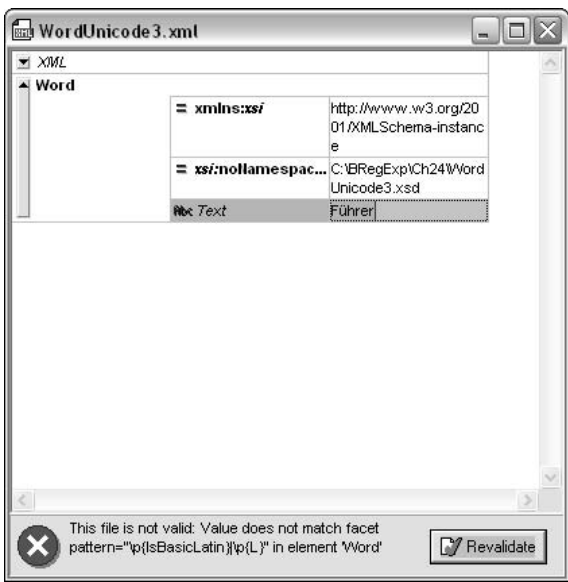 WordUnicode3.xml
XML
Word
= xmlns:xsi http://www.w3.org/20
01/XMLSchema-instanc
e
= xsi:noNamespac... C:\BRegExp\Ch24\Word
Unicode3.xsd
Abc Text Führer
This file is not valid: Value does not match facet
pattern="\p{IsBasicLatin}|\p{L}" in element 'Word'
Revalidate